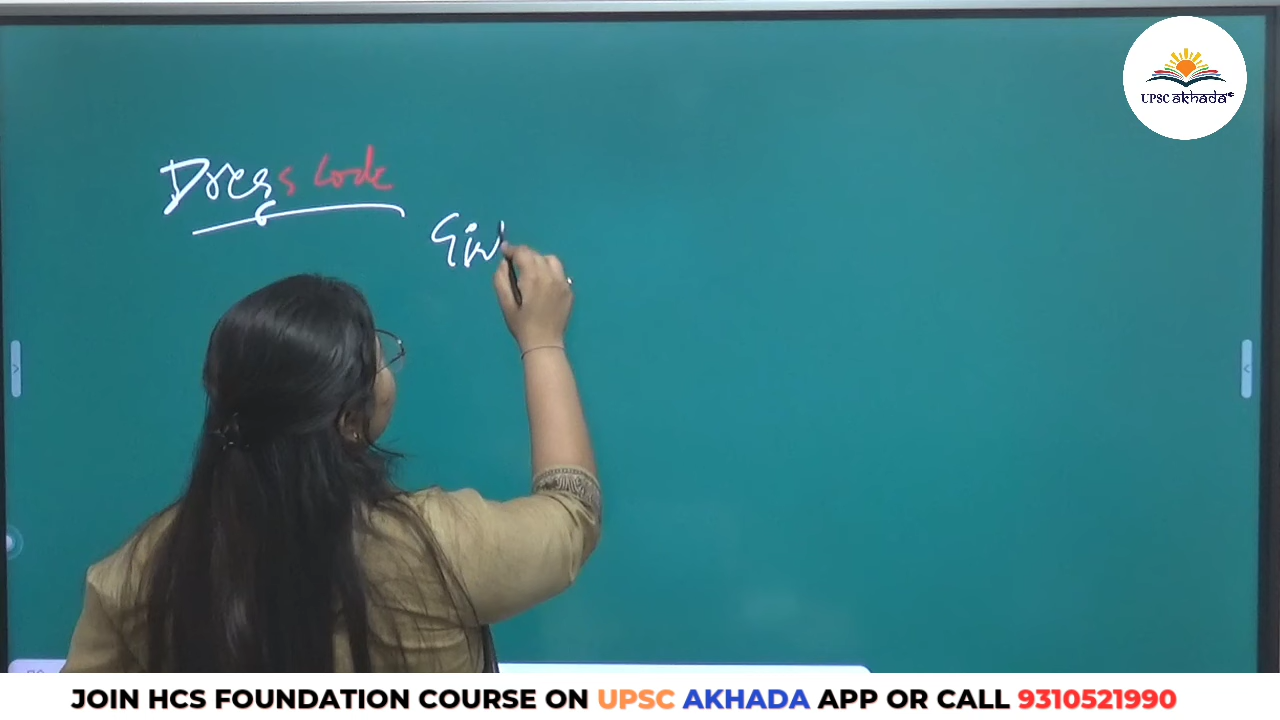 UPSC akhada
Dress Code
JOIN HCS FOUNDATION COURSE ON UPSC AKHADA APP OR CALL 9310521990